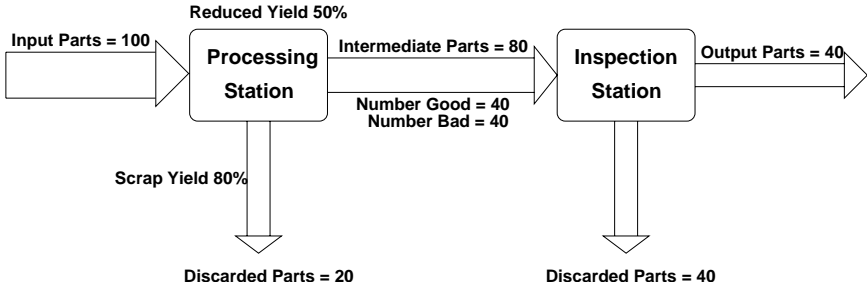 Reduced Yield 50%
Input Parts = 100
Processing
Station
Intermediate Parts = 80
Number Good = 40
Number Bad = 40
Inspection
Station
Output Parts = 40
Scrap Yield 80%
Discarded Parts = 20
Discarded Parts = 40